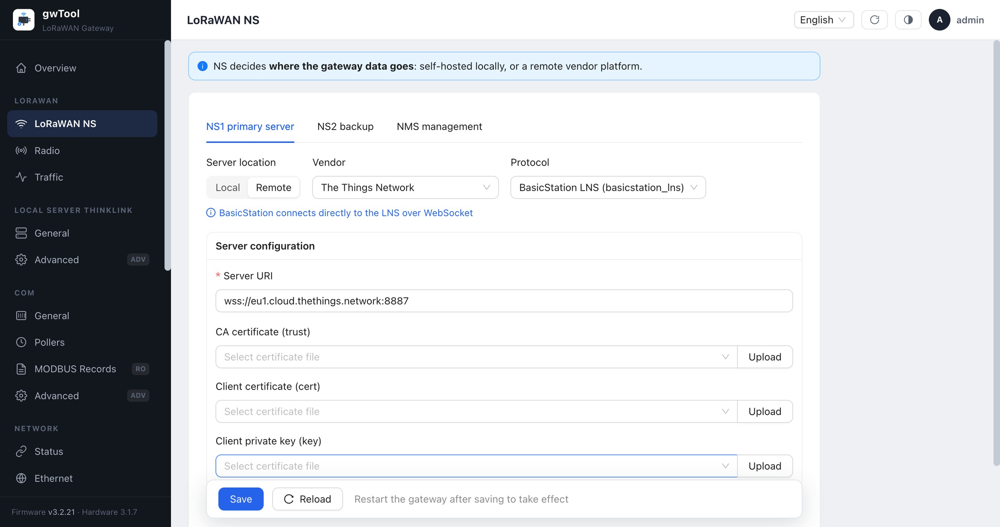 gwTool
LoRaWAN Gateway
LoRaWAN NS
English
A
admin
Overview
LORAWAN
LoRaWAN NS
Radio
Traffic
LOCAL SERVER THINKLINK
General
Advanced ADV
COM
General
Pollers
MODBUS Records RO
Advanced ADV
NETWORK
Status
Ethernet
Firmware v3.2.21 · Hardware 3.1.7
NS decides where the gateway data goes: self-hosted locally, or a remote vendor platform.
NS1 primary server NS2 backup NMS management
Server location Vendor Protocol
Local Remote The Things Network BasicStation LNS (basicstation_lns)
BasicStation connects directly to the LNS over WebSocket
Server configuration
* Server URI
wss://eu1.cloud.thethings.network:8887
CA certificate (trust)
Select certificate file Upload
Client certificate (cert)
Select certificate file Upload
Client private key (key)
Select certificate file Upload
Save Reload Restart the gateway after saving to take effect